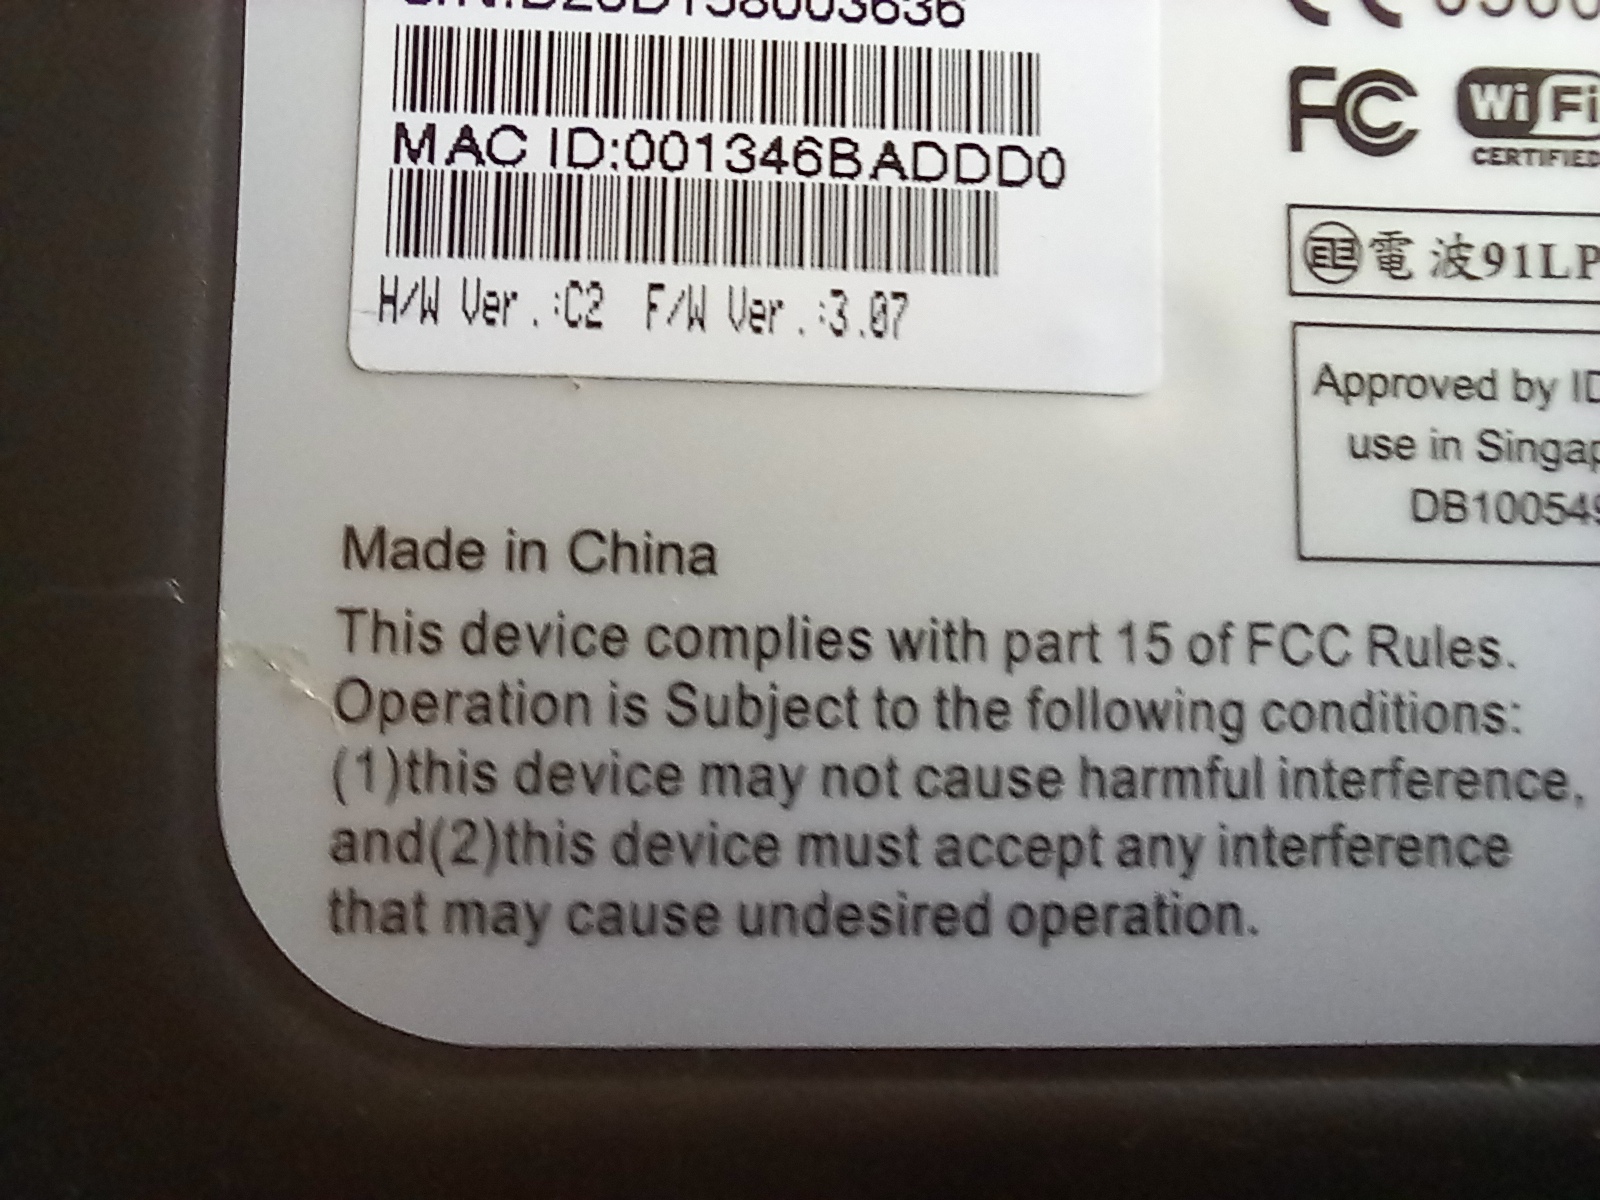 MAC ID:001346BADDD0
H/W Ver.:C2 F/W Ver.:3.07
FC
Wi Fi
CERTIFIED
電波91LP
Approved by
use in
Made in China
This device complies with part 15 of FCC Rules.
Operation is Subject to the following conditions:
(1)this device may not cause harmful interference,
and(2)this device must accept any interference
that may cause undesired operation.